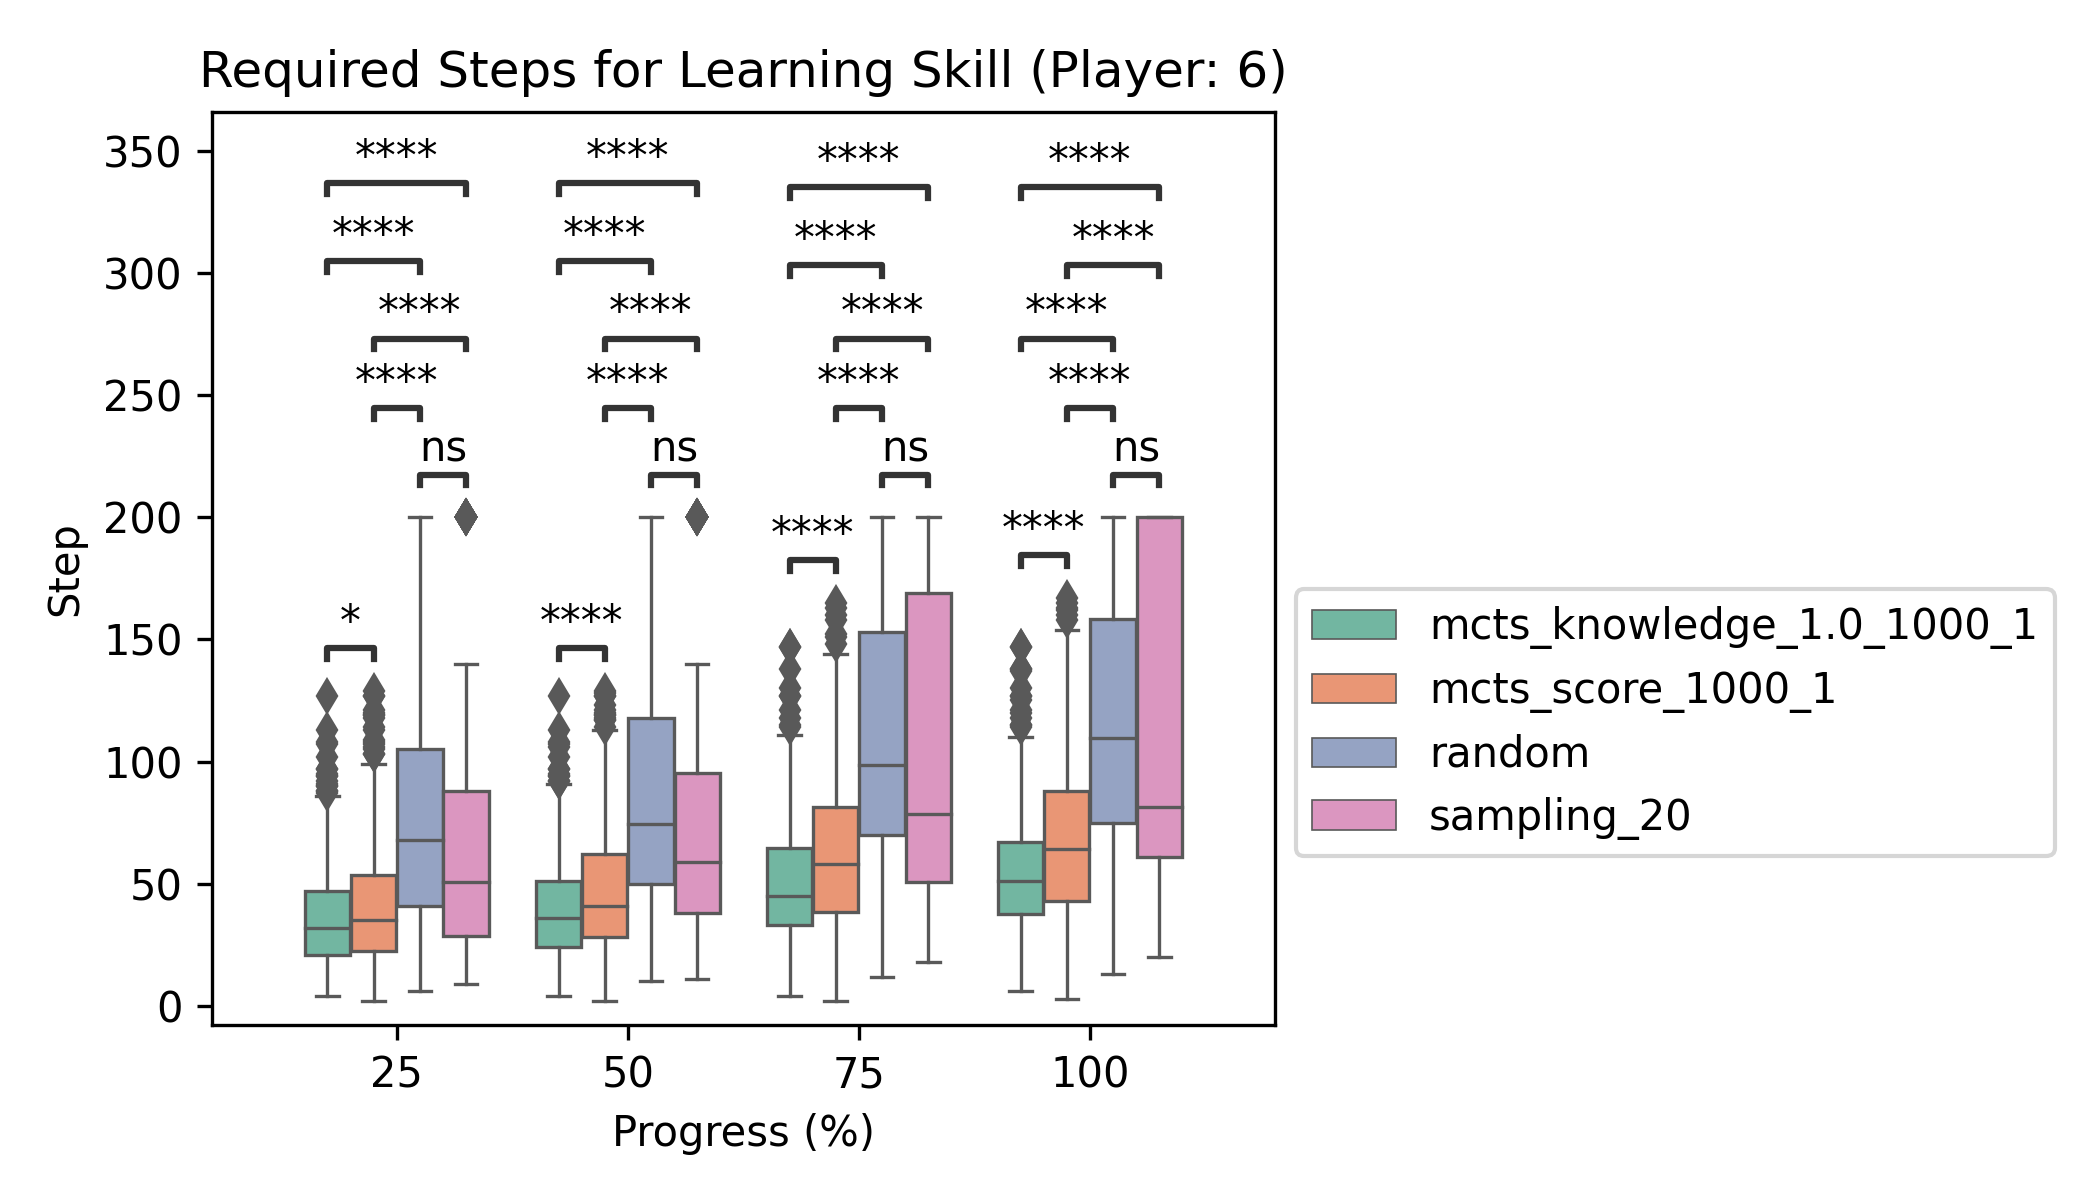 Required Steps for Learning Skill (Player: 6)
350
300
250
200
150
100
50
0
Step
**** **** **** ****
**** **** **** ****
**** **** **** ****
**** **** **** ****
ns ns ns ns
* **** **** ****
25 50 75 100
Progress (%)
mcts_knowledge_1.0_1000_1
mcts_score_1000_1
random
sampling_20